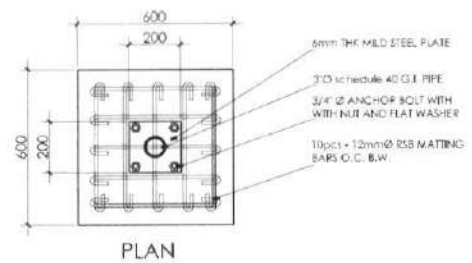 600
200
600
200
6mm THK MILD STEEL PLATE
3"Ø schedule 40 G.I. PIPE
3/4" Ø ANCHOR BOLT WITH
WITH NUT AND FLAT WASHER
10pcs - 12mmØ RSB MATTING
BARS O.C. B.W.
PLAN